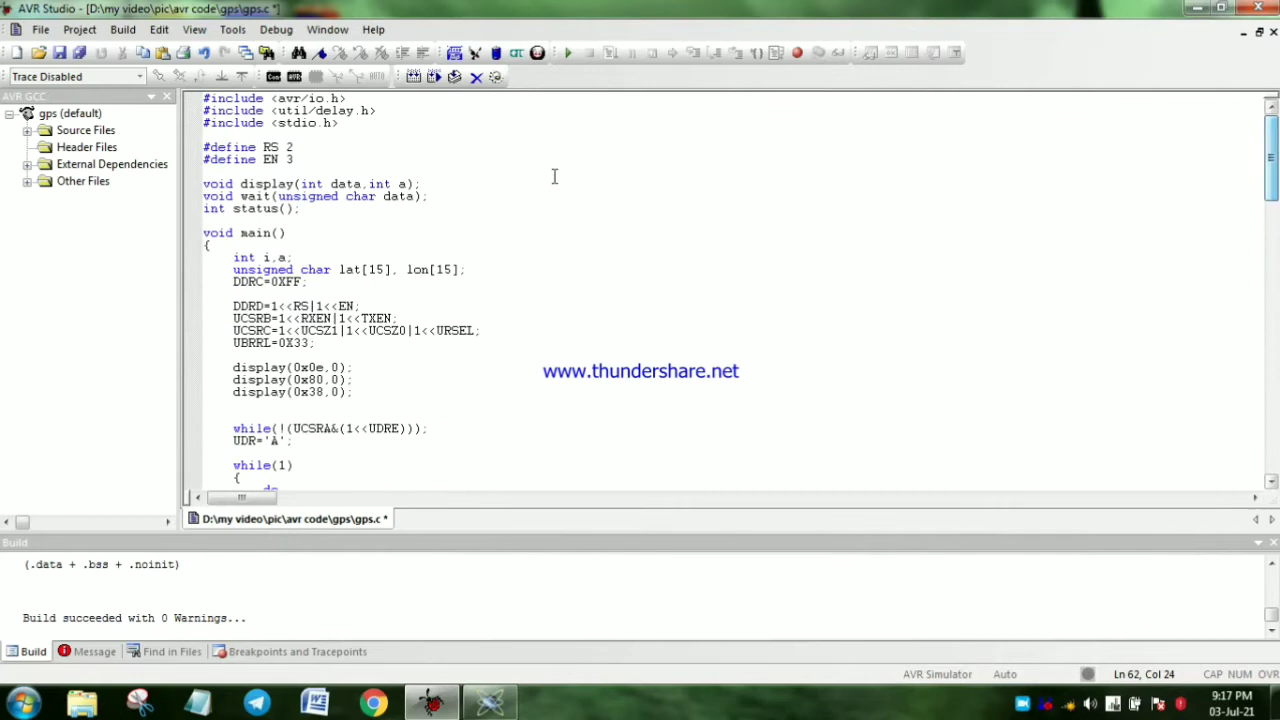 AVR Studio - [D:\my video\pic\avr code\gps\gps.c *]
File Project Build Edit View Tools Debug Window Help
Trace Disabled
AVR GCC
gps (default)
Source Files
Header Files
External Dependencies
Other Files
#include <avr/io.h>
#include <util/delay.h>
#include <stdio.h>
#define RS 2
#define EN 3
void display(int data,int a);
void wait(unsigned char data);
int status();
void main()
{
int i,a;
unsigned char lat[15], lon[15];
DDRC=0XFF;
DDRD=1<<RS|1<<EN;
UCSRB=1<<RXEN|1<<TXEN;
UCSRC=1<<UCSZ1|1<<UCSZ0|1<<URSEL;
UBRRL=0X33;
display(0x0e,0);
display(0x80,0);
display(0x38,0);
while(!(UCSRA&(1<<UDRE)));
UDR='A';
while(1)
{
do
www.thundershare.net
D:\my video\pic\avr code\gps\gps.c *
Build
(.data + .bss + .noinit)
Build succeeded with 0 Warnings...
Build Message Find in Files Breakpoints and Tracepoints
AVR Simulator Auto Ln 62, Col 24 CAP NUM OVR
9:17 PM
03-Jul-21